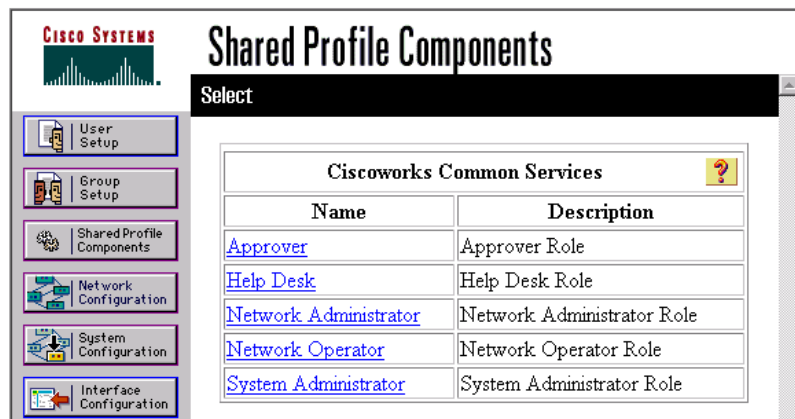 CISCO SYSTEMS
Shared Profile Components
Select
User
Setup
Group
Setup
Shared Profile
Components
Network
Configuration
System
Configuration
Interface
Configuration
Ciscoworks Common Services ?
Name Description
Approver Approver Role
Help Desk Help Desk Role
Network Administrator Network Administrator Role
Network Operator Network Operator Role
System Administrator System Administrator Role